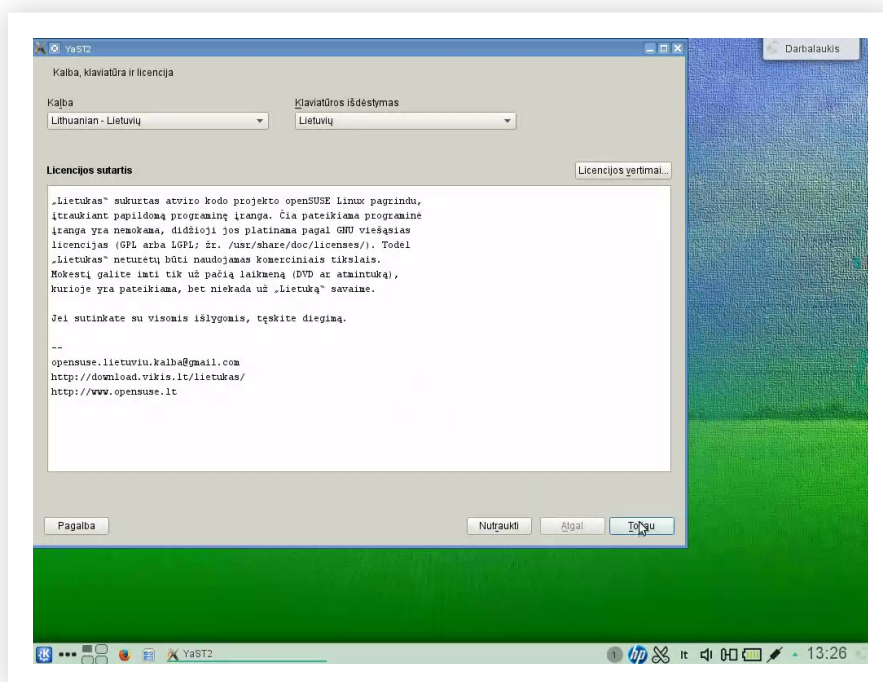 YaST2
Darbalaukis
Kalba, klaviatūra ir licencija
Kalba
Klaviatūros išdėstymas
Lithuanian - Lietuvių
Lietuvių
Licencijos sutartis
Licencijos vertimai...
„Lietukas“ sukurtas atviro kodo projekto openSUSE Linux pagrindu,
įtraukiant papildomą programinę įranga. Čia pateikiama programinė
įranga yra nemokama, didžioji jos platinama pagal GNU viešąsias
licencijas (GPL arba LGPL; žr. /usr/share/doc/licenses/). Todėl
„Lietukas“ neturėtų būti naudojamas komerciniais tikslais.
Mokestį galite imti tik už pačią laikmeną (DVD ar atmintuką),
kurioje yra pateikiama, bet niekada už „Lietuką“ savaime.
Jei sutinkate su visomis išlygomis, tęskite diegimą.
--
opensuse.lietuviu.kalba@gmail.com
http://download.vikis.lt/lietukas/
http://www.opensuse.lt
Pagalba
Nutraukti
Atgal
Toliau
YaST2
1
hp
lt
13:26